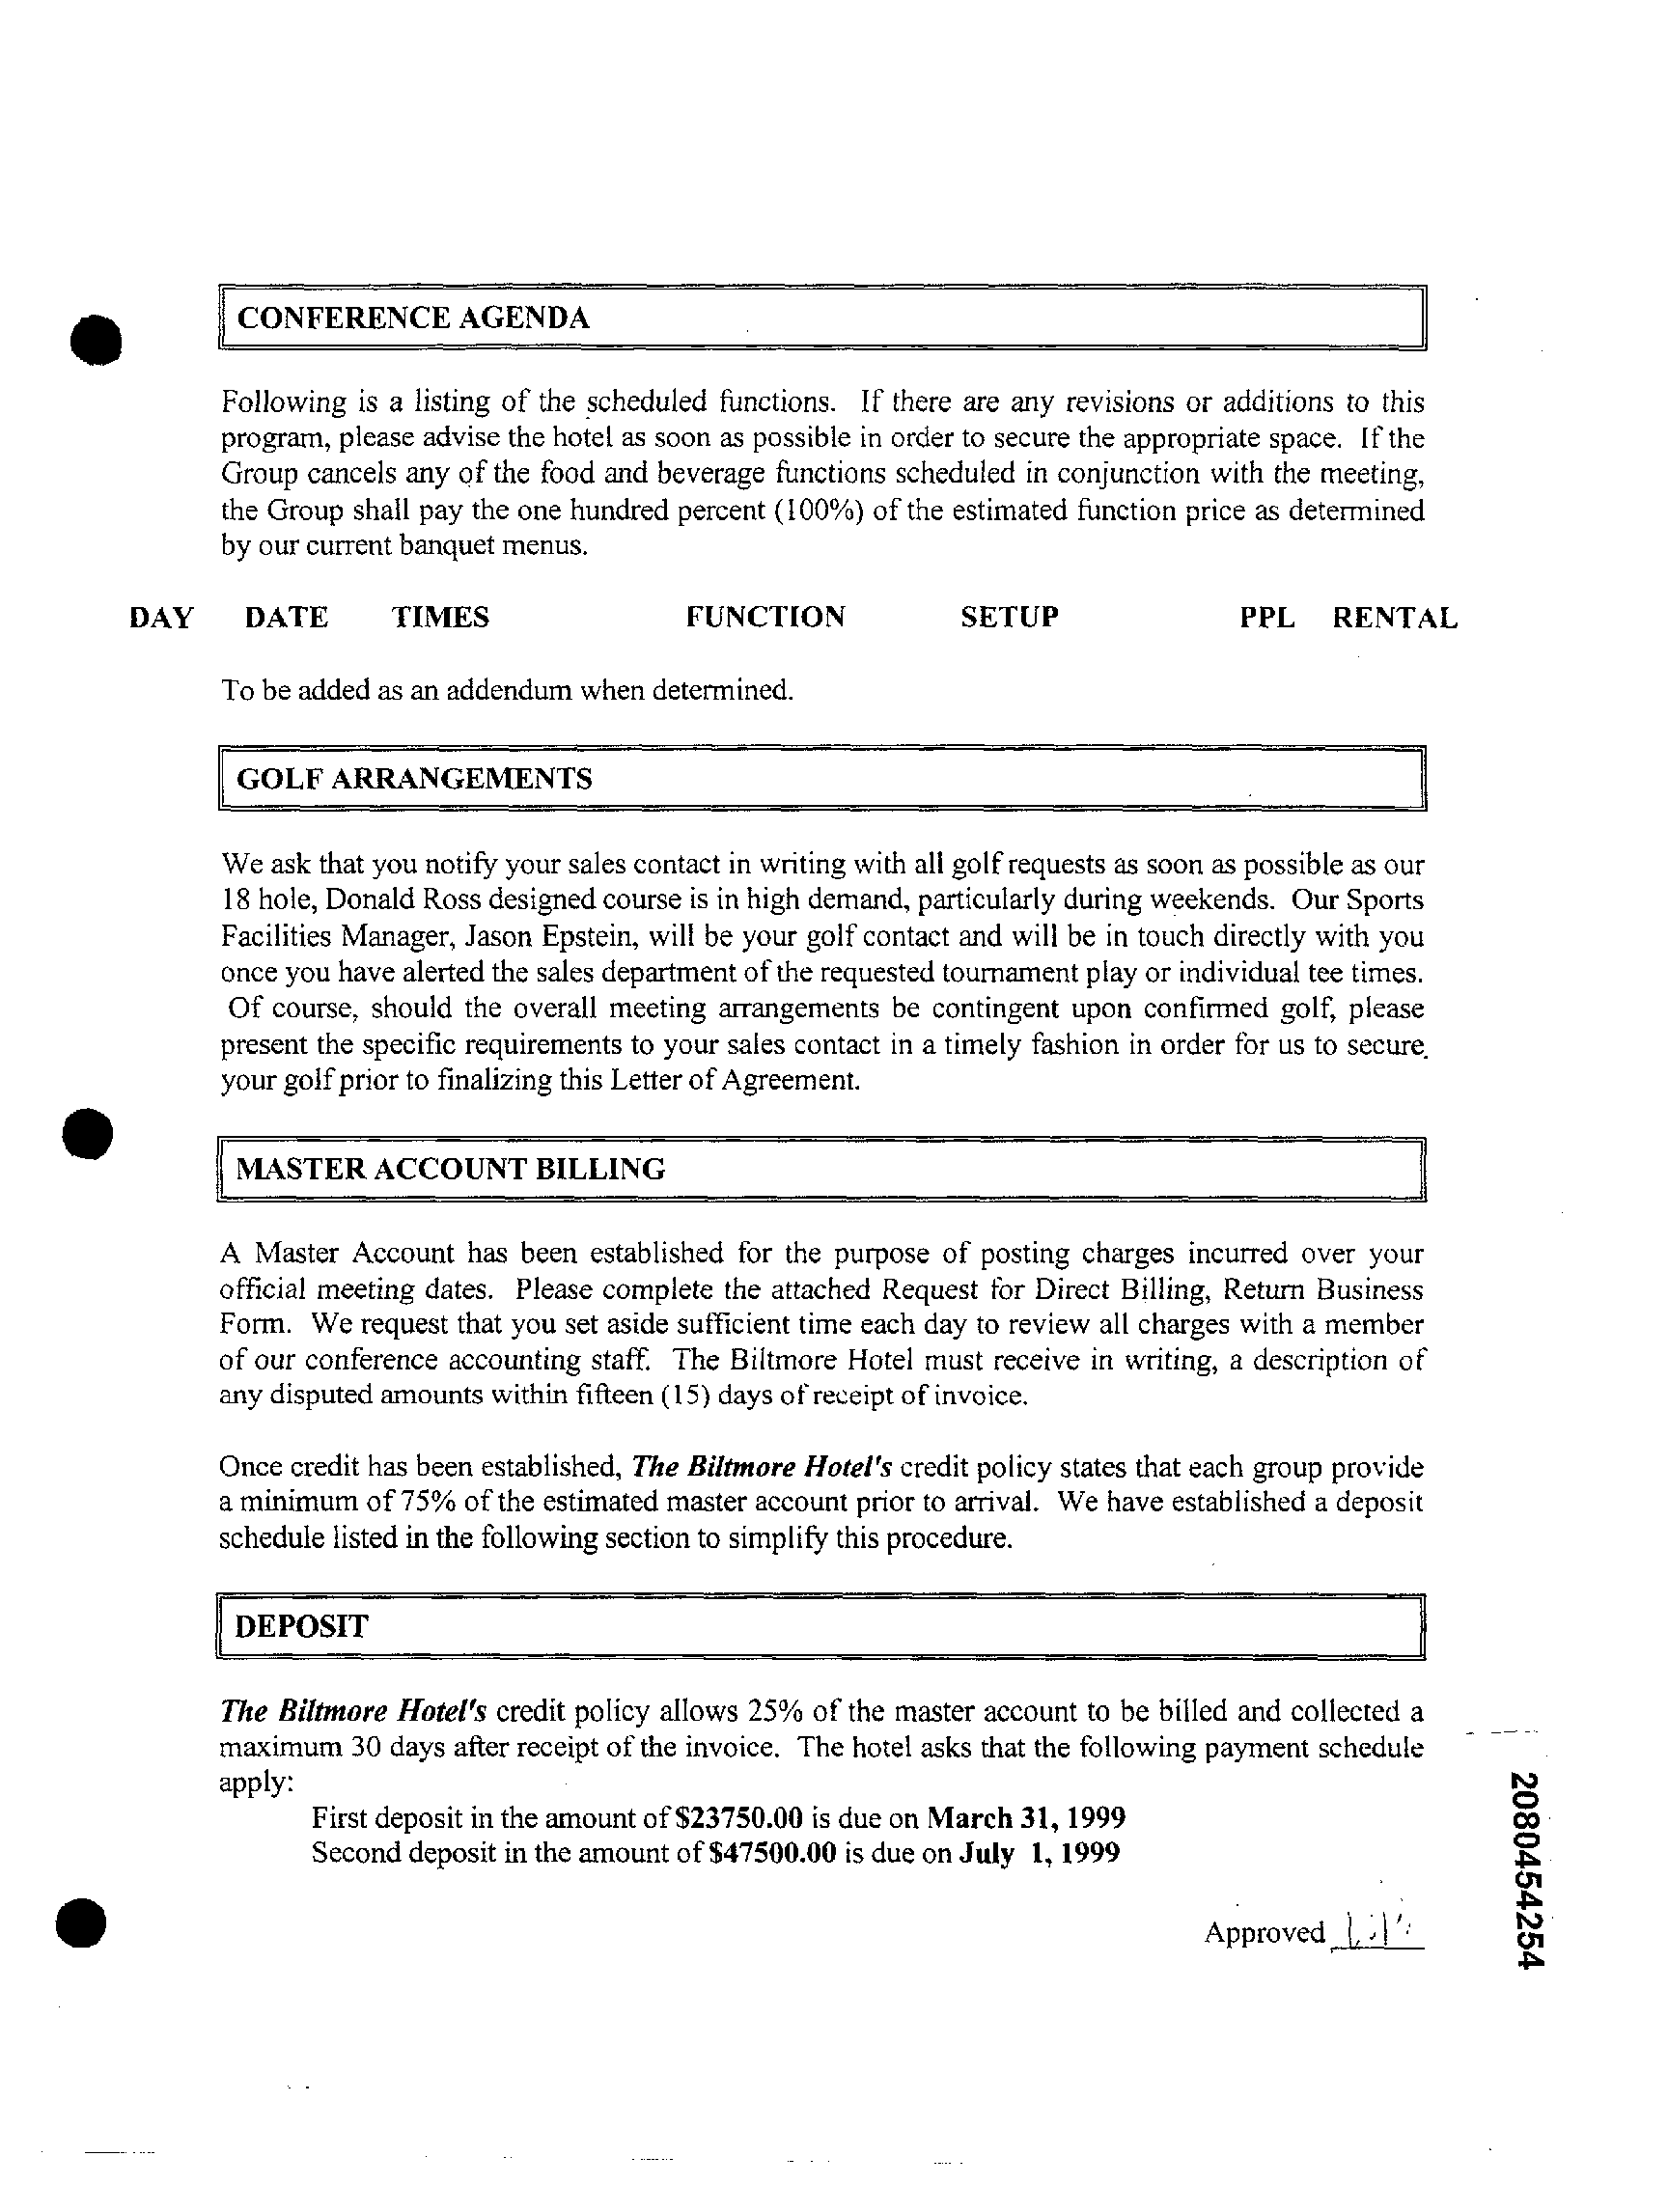 CONFERENCE AGENDA
Following is a listing of the scheduled functions. If there are any revisions or additions to this
program, please advise the hotel as soon as possible in order to secure the appropriate space. If the
Group cancels any of the food and beverage functions scheduled in conjunction with the meeting,
the Group shall pay the one hundred percent (100%) of the estimated function price as determined
by our current banquet menus.
DAY DATE TIMES FUNCTION SETUP PPL RENTAL
To be added as an addendum when determined.
GOLF ARRANGEMENTS
We ask that you notify your sales contact in writing with all golf requests as soon as possible as our
18 hole, Donald Ross designed course is in high demand, particularly during weekends. Our Sports
Facilities Manager, Jason Epstein, will be your golf contact and will be in touch directly with you
once you have alerted the sales department of the requested tournament play or individual tee times.
Of course, should the overall meeting arrangements be contingent upon confirmed golf, please
present the specific requirements to your sales contact in a timely fashion in order for us to secure
your golf prior to finalizing this Letter of Agreement.
MASTER ACCOUNT BILLING
A Master Account has been established for the purpose of posting charges incurred over your
official meeting dates. Please complete the attached Request for Direct Billing, Return Business
Form. We request that you set aside sufficient time each day to review all charges with a member
of our conference accounting staff. The Biltmore Hotel must receive in writing, a description of
any disputed amounts within fifteen (15) days of receipt of invoice.
Once credit has been established, The Biltmore Hotel's credit policy states that each group provide
a minimum of 75% of the estimated master account prior to arrival. We have established a deposit
schedule listed in the following section to simplify this procedure.
DEPOSIT
The Biltmore Hotel's credit policy allows 25% of the master account to be billed and collected a
maximum 30 days after receipt of the invoice. The hotel asks that the following payment schedule
apply:
First deposit in the amount of $23750.00 is due on March 31, 1999
Second deposit in the amount of $47500.00 is due on July 1, 1999
Approved
2080454254